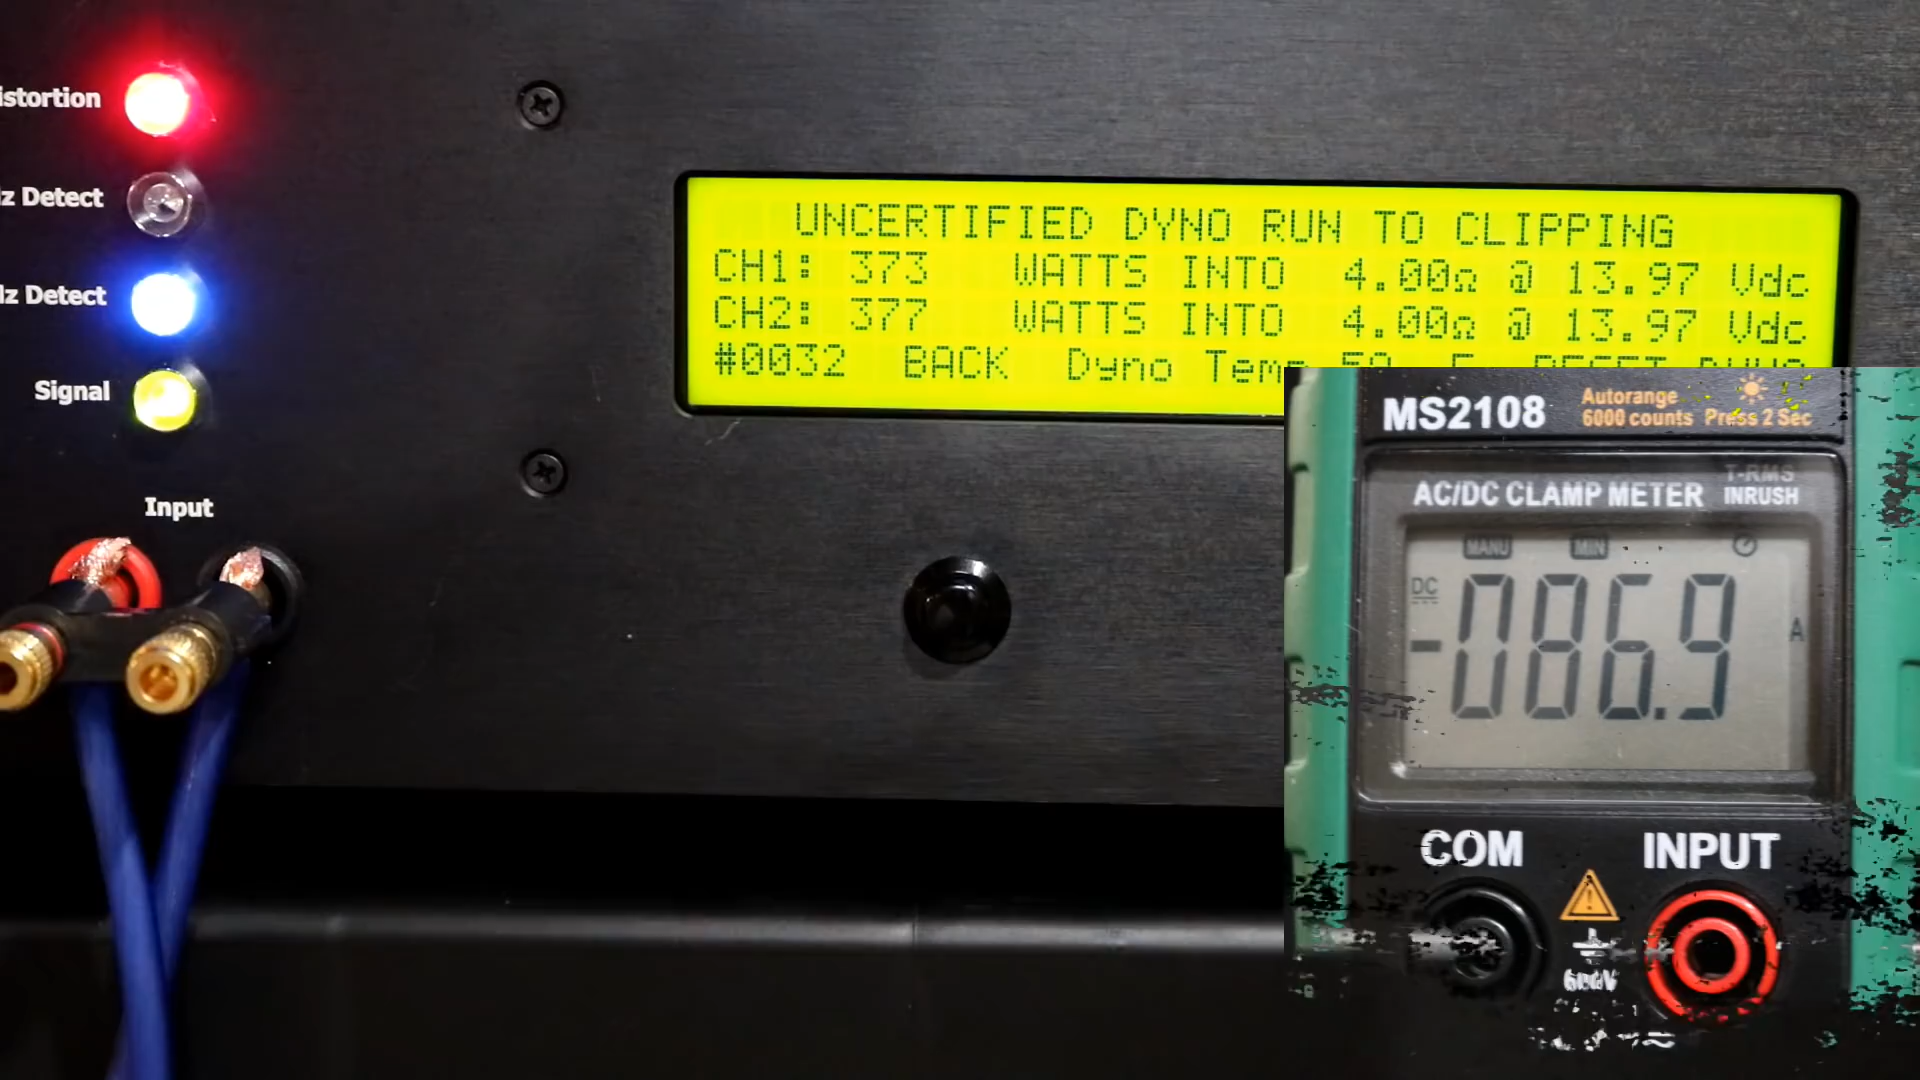 istortion
Iz Detect
Iz Detect
Signal
Input
UNCERTIFIED DYNO RUN TO CLIPPING
CH1: 373 WATTS INTO 4.00Ω @ 13.97 Vdc
CH2: 377 WATTS INTO 4.00Ω @ 13.97 Vdc
#0032 BACK Dyno Temp
MS2108
Autorange
6000 counts Press 2 Sec
AC/DC CLAMP METER
T-RMS
INRUSH
MANU MIN
DC
-086.9 A
COM INPUT
600V